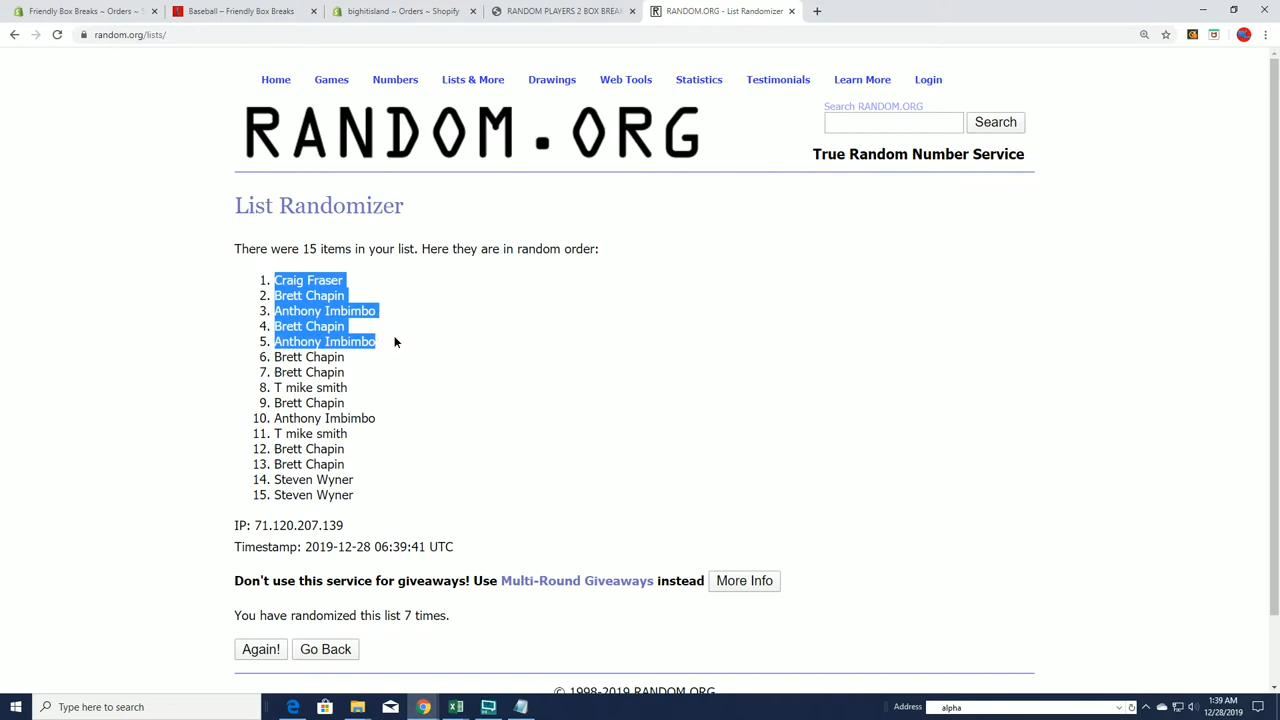 Friendly Box Breaks ~ Orders ~ S
Baseball – Friendly Box Breaks
bightisland ~ Orders ~ Shopify
RANDOM PLAYERS 2 BOX BREAK
RANDOM.ORG - List Randomizer
random.org/lists/
Home Games Numbers Lists & More Drawings Web Tools Statistics Testimonials Learn More Login
RANDOM.ORG
Search RANDOM.ORG
Search
True Random Number Service
List Randomizer
There were 15 items in your list. Here they are in random order:
1. Craig Fraser
2. Brett Chapin
3. Anthony Imbimbo
4. Brett Chapin
5. Anthony Imbimbo
6. Brett Chapin
7. Brett Chapin
8. T mike smith
9. Brett Chapin
10. Anthony Imbimbo
11. T mike smith
12. Brett Chapin
13. Brett Chapin
14. Steven Wyner
15. Steven Wyner
IP: 71.120.207.139
Timestamp: 2019-12-28 06:39:41 UTC
Don't use this service for giveaways! Use Multi-Round Giveaways instead More Info
You have randomized this list 7 times.
Again! Go Back
© 1998-2019 RANDOM.ORG
Type here to search
Address alpha
1:39 AM
12/28/2019